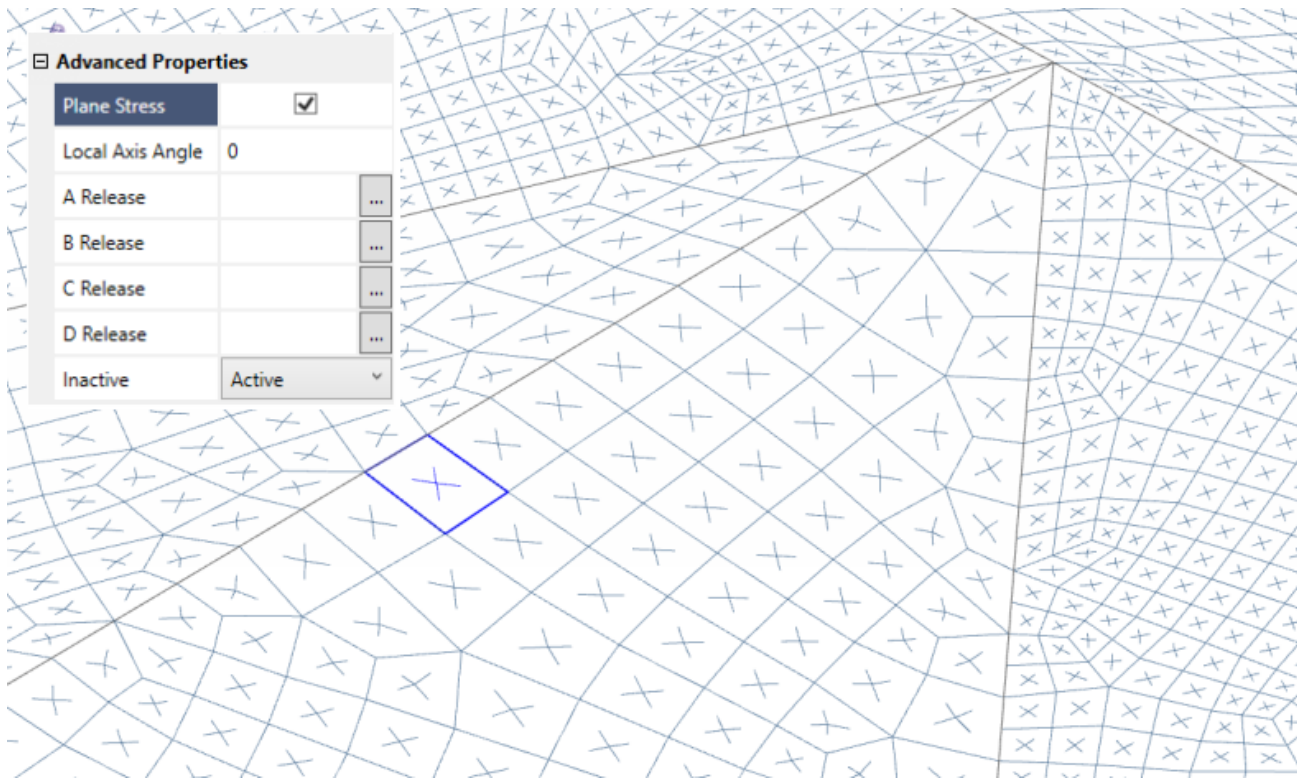 Advanced Properties
Plane Stress
Local Axis Angle 0
A Release ...
B Release ...
C Release ...
D Release ...
Inactive Active